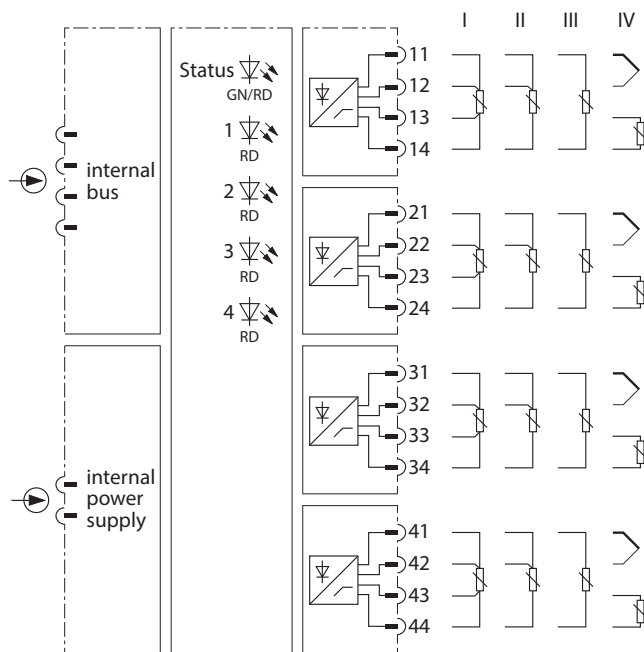 I II III IV
Status
GN/RD
1
RD
2
RD
3
RD
4
RD
internal
bus
internal
power
supply
11
12
13
14
21
22
23
24
31
32
33
34
41
42
43
44